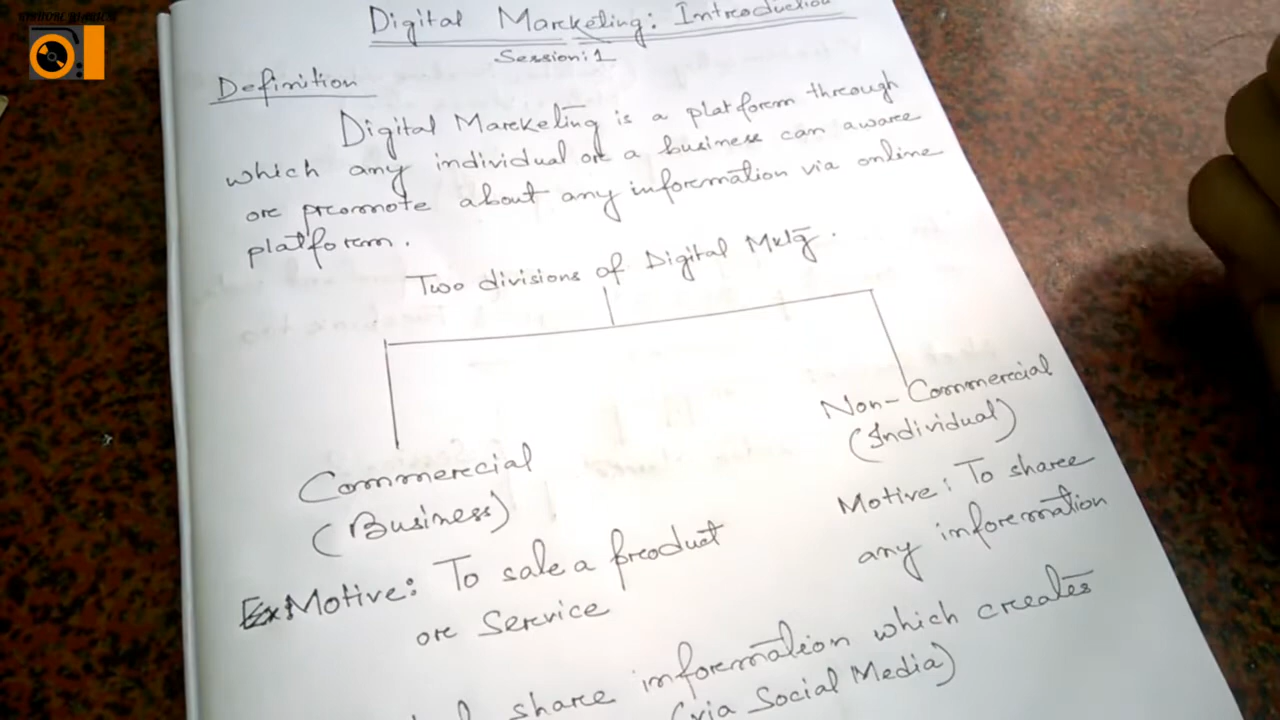 Digital Marketing: Introduction
Session: 1
Definition
Digital Marketing is a platform through
which any individual or a business can aware
or promote about any information via online
platform.
Two divisions of Digital Mktg.
Commercial
(Business)
Motive: To sale a product
or Service
Non-Commercial
(Individual)
Motive: To share
any information
share information which creates
(via Social Media)